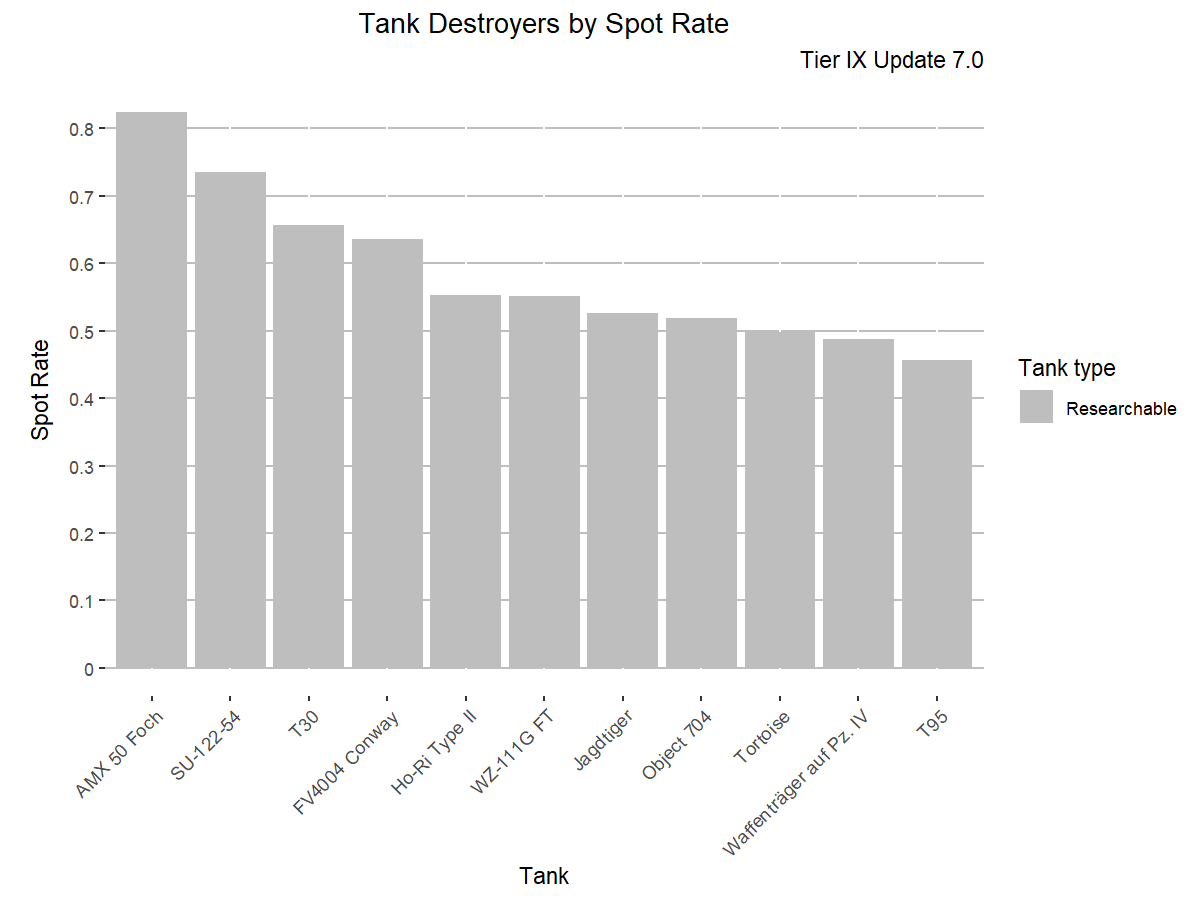 Tank Destroyers by Spot Rate
Tier IX Update 7.0
0.8
0.7
0.6
0.5
0.4
0.3
0.2
0.1
0
Spot Rate
AMX 50 Foch
SU-122-54
T30
FV4004 Conway
Ho-Ri Type II
WZ-111G FT
Jagdtiger
Object 704
Tortoise
Waffenträger auf Pz. IV
T95
Tank
Tank type
Researchable